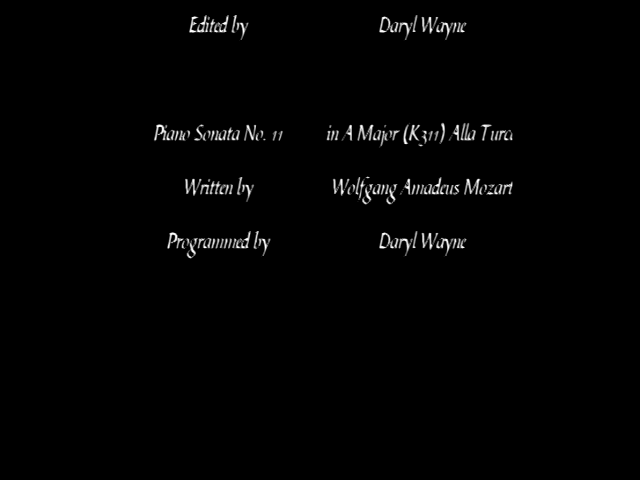 Edited by Daryl Wayne
Piano Sonata No. 11 in A Major (K311) Alla Turca
Written by Wolfgang Amadeus Mozart
Programmed by Daryl Wayne